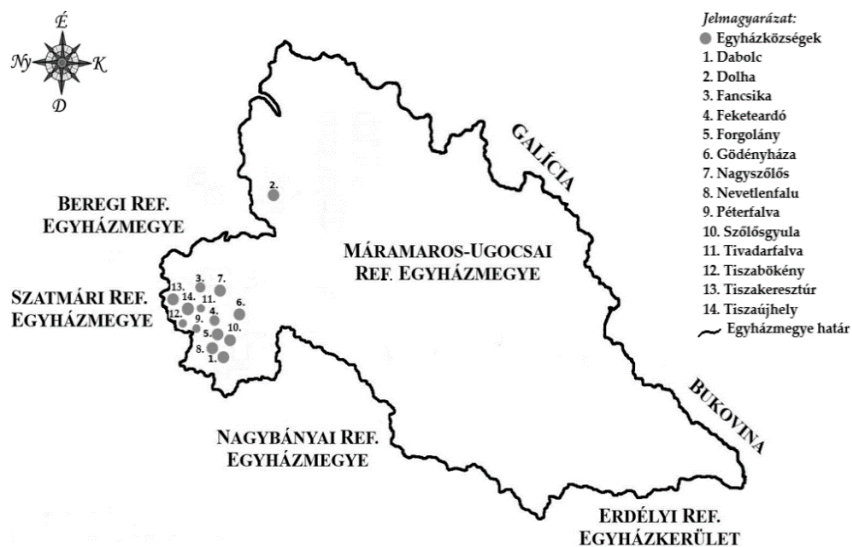 É
Ny
K
D
Jelmagyarázat:
Egyházközségek
1. Dabolc
2. Dolha
3. Fancsika
4. Feketeardó
5. Forgolány
6. Gödényháza
7. Nagyszőlős
8. Nevetlenfalu
9. Péterfalva
10. Szőlősgyula
11. Tivadarfalva
12. Tiszabökény
13. Tiszakeresztúr
14. Tiszaújhely
Egyházmegye határ
GALÍCIA
2.
BEREGI REF.
EGYHÁZMEGYE
MÁRAMAROS-UGOCSAI
REF. EGYHÁZMEGYE
SZATMÁRI REF.
EGYHÁZMEGYE
3.
7.
13.
14.
11.
6.
12.
9.
4.
5.
10.
8.
1.
BUKOVINA
NAGYBÁNYAI REF.
EGYHÁZMEGYE
ERDÉLYI REF.
EGYHÁZKERÜLET